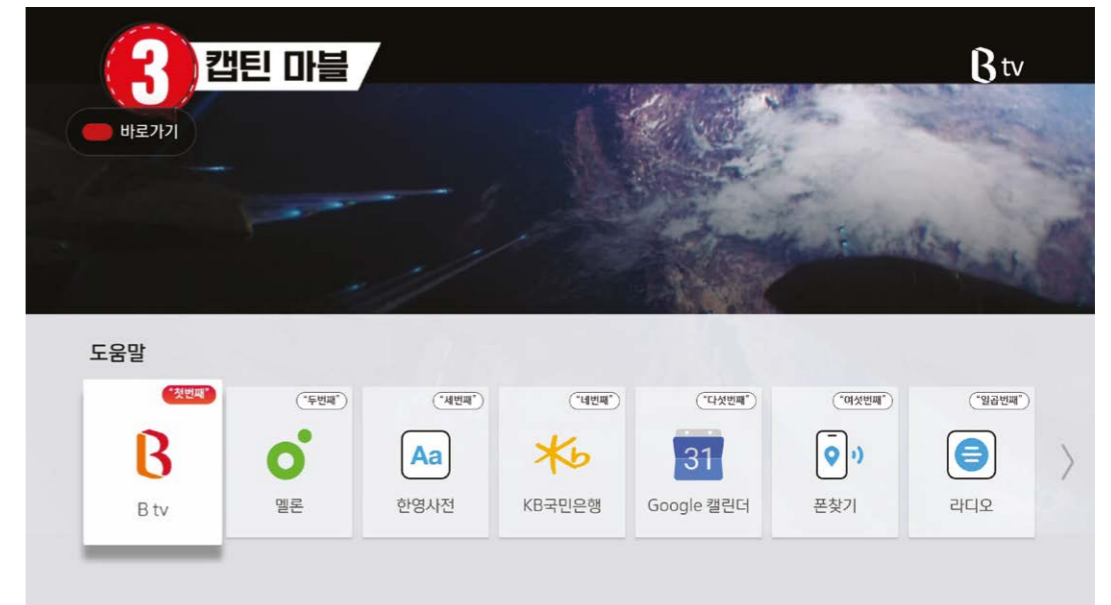 3 캡틴 마블
B tv
바로가기
도움말
"첫번째"
B tv
"두번째"
멜론
"세번째"
Aa
한영사전
"네번째"
Kb
KB국민은행
"다섯번째"
31
Google 캘린더
"여섯번째"
폰찾기
"일곱번째"
라디오